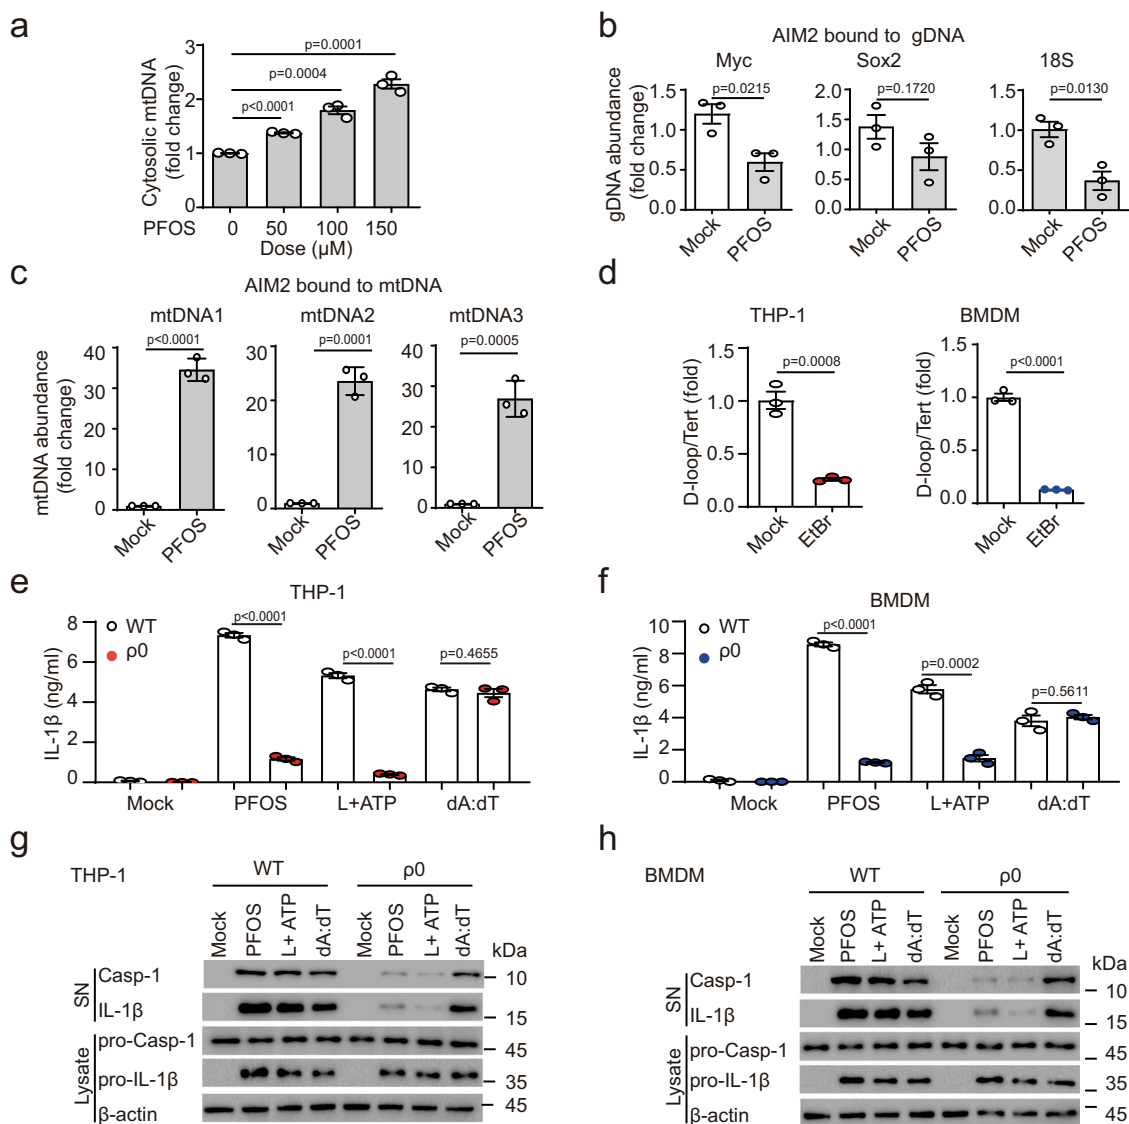 a
Cytosolic mtDNA
(fold change)
3
2
1
0
p=0.0001
p=0.0004
p<0.0001
PFOS
0 50 100 150
Dose (µM)
b
AIM2 bound to gDNA
gDNA abundance
(fold change)
Myc
1.5
1.0
0.5
0.0
p=0.0215
Mock
PFOS
Sox2
2.0
1.5
1.0
0.5
0.0
p=0.1720
Mock
PFOS
18S
1.5
1.0
0.5
0.0
p=0.0130
Mock
PFOS
c
AIM2 bound to mtDNA
mtDNA abundance
(fold change)
mtDNA1
40
30
20
10
0
p<0.0001
Mock
PFOS
mtDNA2
30
20
10
0
p=0.0001
Mock
PFOS
mtDNA3
40
30
20
10
0
p=0.0005
Mock
PFOS
d
THP-1
D-loop/Tert (fold)
1.5
1.0
0.5
0.0
p=0.0008
Mock
EtBr
BMDM
D-loop/Tert (fold)
1.5
1.0
0.5
0.0
p<0.0001
Mock
EtBr
e
THP-1
IL-1β (ng/ml)
8
6
4
2
0
WT
ρ0
p<0.0001
p<0.0001
p=0.4655
Mock PFOS L+ATP dA:dT
f
BMDM
IL-1β (ng/ml)
10
8
6
4
2
0
WT
ρ0
p<0.0001
p=0.0002
p=0.5611
Mock PFOS L+ATP dA:dT
g
THP-1
WT ρ0
Mock PFOS L+ ATP dA:dT Mock PFOS L+ ATP dA:dT
kDa
SN
Casp-1 10
IL-1β 15
Lysate
pro-Casp-1 45
pro-IL-1β 35
β-actin 45
h
BMDM
WT ρ0
Mock PFOS L+ ATP dA:dT Mock PFOS L+ ATP dA:dT
kDa
SN
Casp-1 10
IL-1β 15
Lysate
pro-Casp-1 45
pro-IL-1β 35
β-actin 45